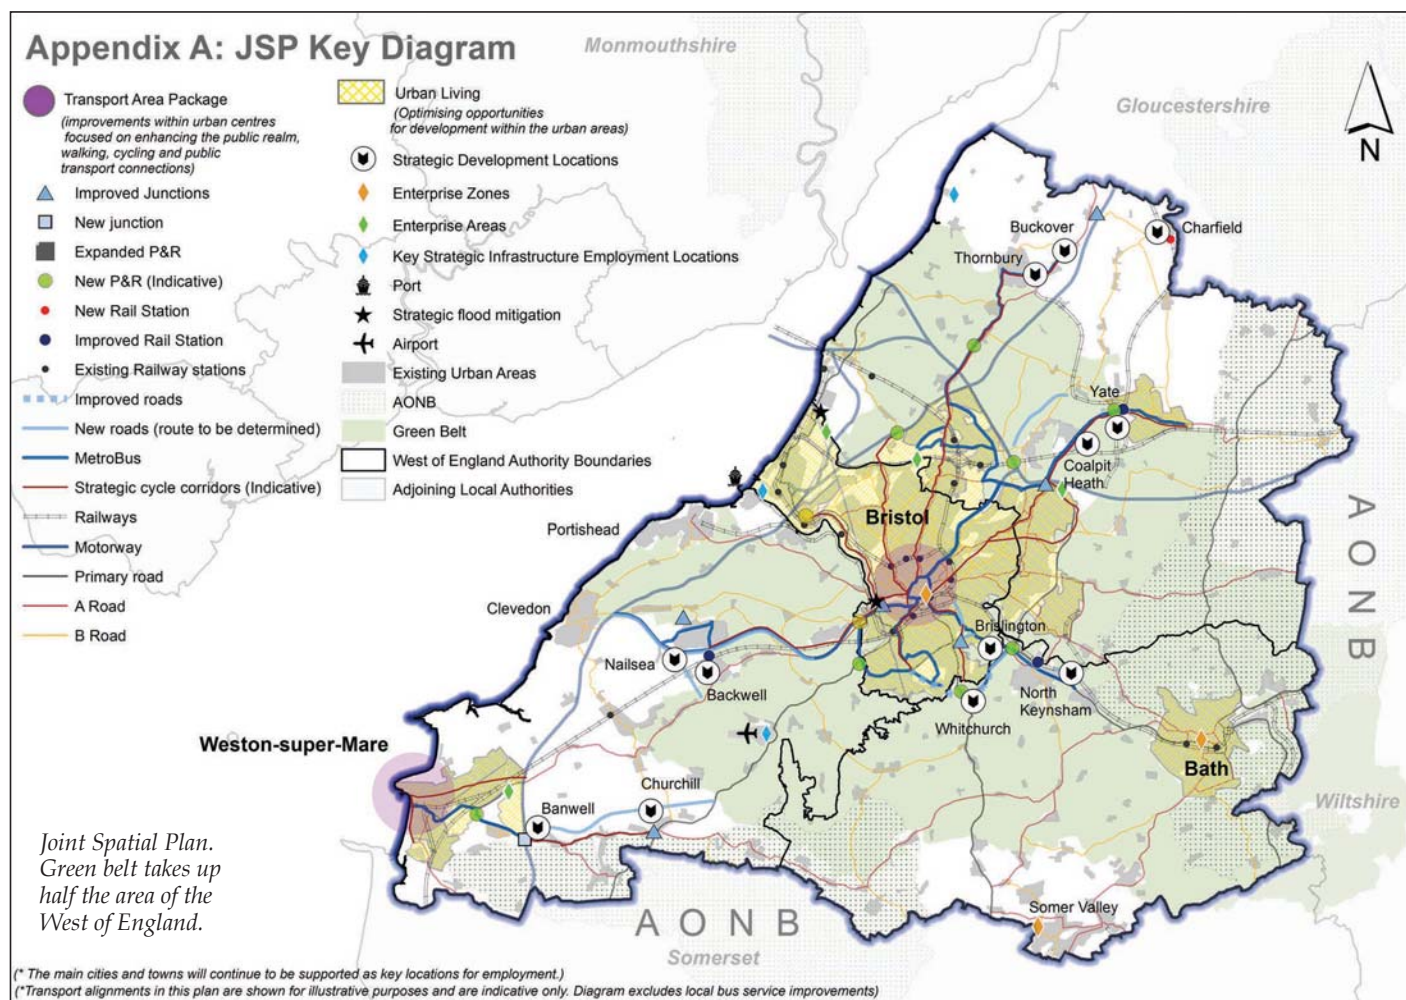 Appendix A: JSP Key Diagram
Transport Area Package
(improvements within urban centres
focused on enhancing the public realm,
walking, cycling and public
transport connections)
Improved Junctions
New junction
Expanded P&R
New P&R (Indicative)
New Rail Station
Improved Rail Station
Existing Railway stations
Improved roads
New roads (route to be determined)
MetroBus
Strategic cycle corridors (Indicative)
Railways
Motorway
Primary road
A Road
B Road
Urban Living
(Optimising opportunities
for development within the urban areas)
Strategic Development Locations
Enterprise Zones
Enterprise Areas
Key Strategic Infrastructure Employment Locations
Port
Strategic flood mitigation
Airport
Existing Urban Areas
AONB
Green Belt
West of England Authority Boundaries
Adjoining Local Authorities
Monmouthshire
Gloucestershire
N
Buckover
Charfield
Thornbury
Yate
Coalpit
Heath
Bristol
Portishead
Clevedon
Brislington
Nailsea
Backwell
North
Keynsham
Whitchurch
Weston-super-Mare
Bath
Churchill
Banwell
Wiltshire
AONB
Somer Valley
AONB
Somerset
Joint Spatial Plan.
Green belt takes up
half the area of the
West of England.
(* The main cities and towns will continue to be supported as key locations for employment.)
(*Transport alignments in this plan are shown for illustrative purposes and are indicative only. Diagram excludes local bus service improvements)